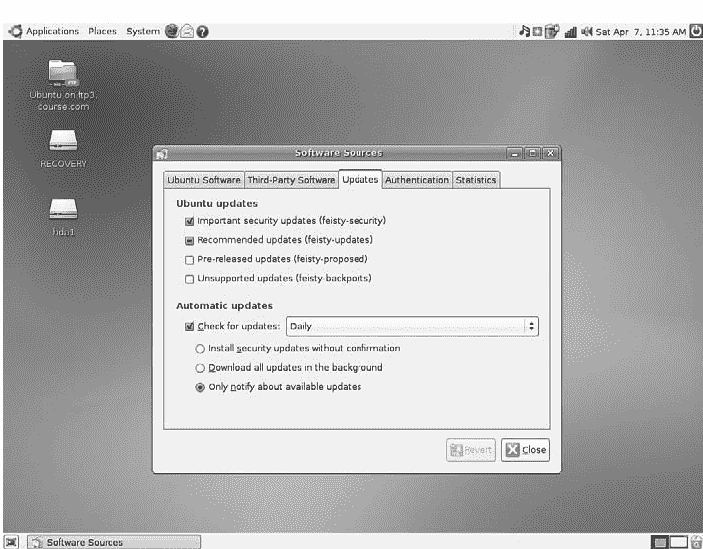 Applications Places System
Sat Apr 7, 11:35 AM
Ubuntu on ftp3.
course.com
RECOVERY
hda1
Software Sources
Ubuntu Software Third-Party Software Updates Authentication Statistics
Ubuntu updates
Important security updates (feisty-security)
Recommended updates (feisty-updates)
Pre-released updates (feisty-proposed)
Unsupported updates (feisty-backports)
Automatic updates
Check for updates: Daily
Install security updates without confirmation
Download all updates in the background
Only notify about available updates
Revert Close
Software Sources